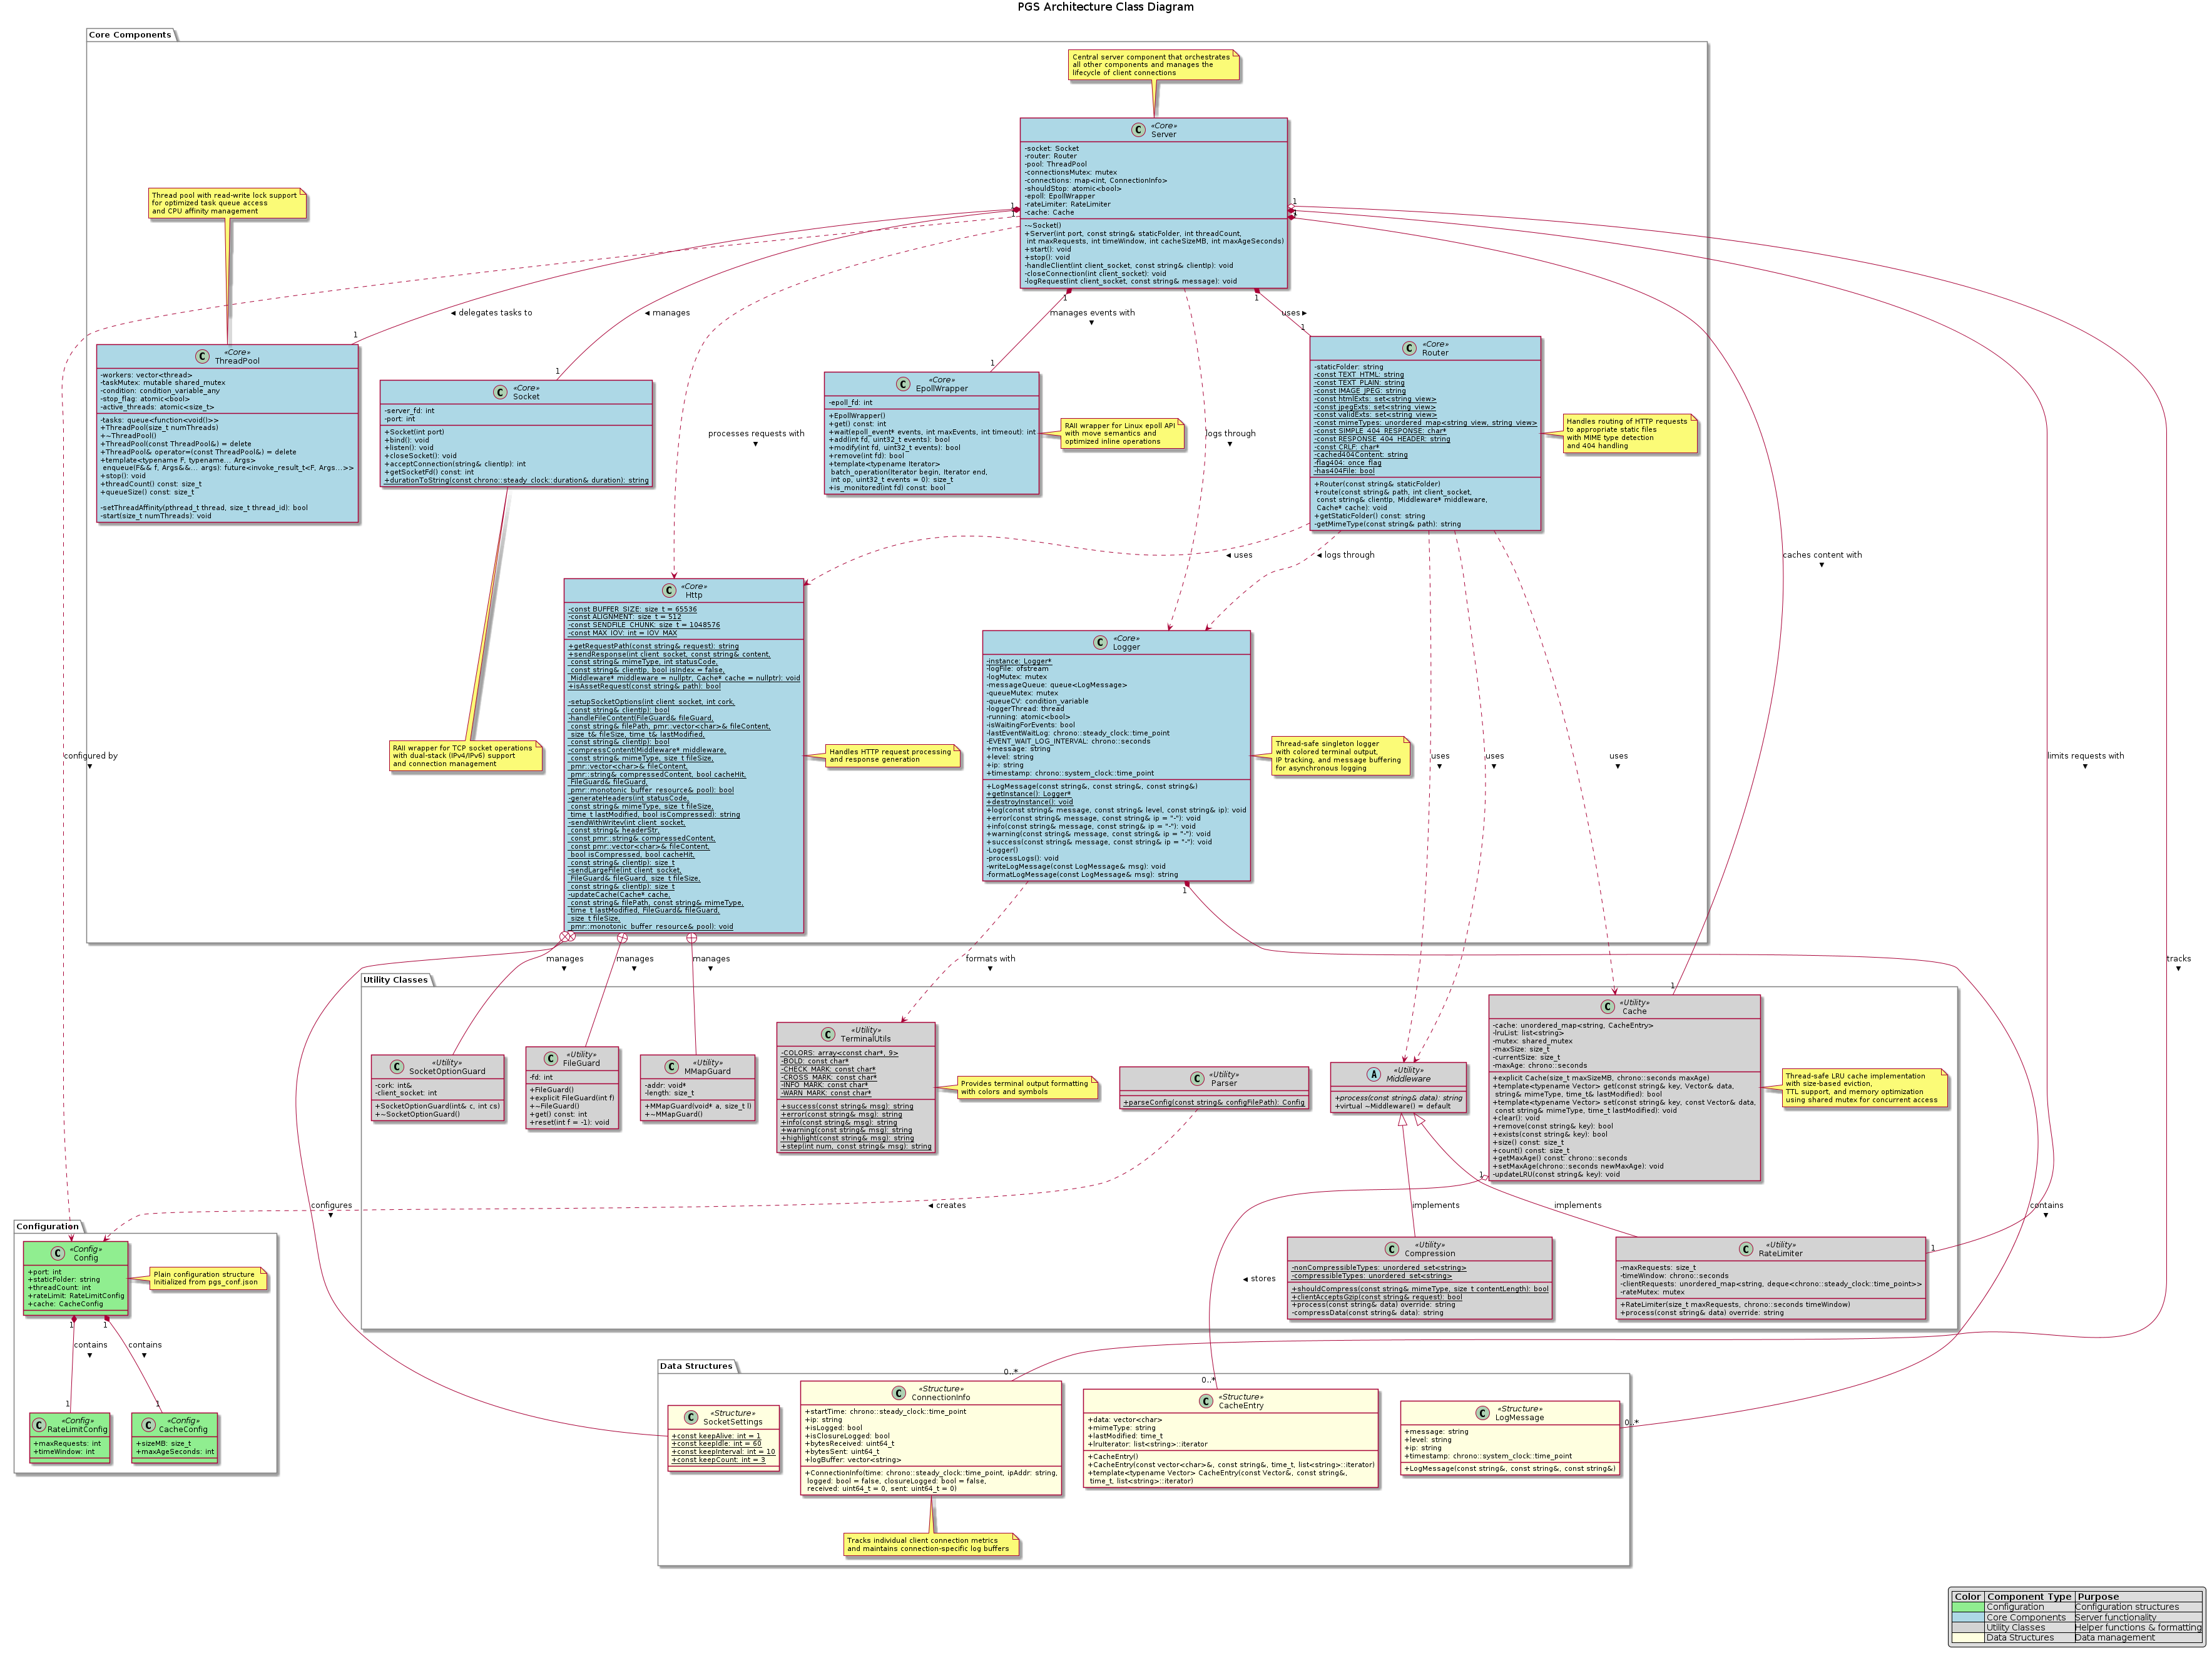 PGS Architecture Class Diagram
Core Components
Central server component that orchestrates
all other components and manages the
lifecycle of client connections
C «Core»
Server
-socket: Socket
-router: Router
-pool: ThreadPool
-connectionsMutex: mutex
-connections: map<int, ConnectionInfo>
-shouldStop: atomic<bool>
-epoll: EpollWrapper
-rateLimiter: RateLimiter
-cache: Cache
-~Socket()
+Server(int port, const string& staticFolder, int threadCount,
int maxRequests, int timeWindow, int cacheSizeMB, int maxAgeSeconds)
+start(): void
+stop(): void
-handleClient(int client_socket, const string& clientIp): void
-closeConnection(int client_socket): void
-logRequest(int client_socket, const string& message): void
Thread pool with read-write lock support
for optimized task queue access
and CPU affinity management
1
1
1
1
1
1
◄ delegates tasks to
◄ manages
manages events with
▼
uses ►
1
1
1
1
C «Core»
ThreadPool
-workers: vector<thread>
-taskMutex: mutable shared_mutex
-condition: condition_variable_any
-stop_flag: atomic<bool>
-active_threads: atomic<size_t>
-tasks: queue<function<void()>>
+ThreadPool(size_t numThreads)
+~ThreadPool()
+ThreadPool(const ThreadPool&) = delete
+ThreadPool& operator=(const ThreadPool&) = delete
+template<typename F, typename... Args>
enqueue(F&& f, Args&&... args): future<invoke_result_t<F, Args...>>
+stop(): void
+threadCount() const: size_t
+queueSize() const: size_t
-setThreadAffinity(pthread_t thread, size_t thread_id): bool
-start(size_t numThreads): void
C «Core»
Socket
-server_fd: int
-port: int
+Socket(int port)
+bind(): void
+listen(): void
+closeSocket(): void
+acceptConnection(string& clientIp): int
+getSocketFd() const: int
+durationToString(const chrono::steady_clock::duration& duration): string
processes requests with
▼
C «Core»
EpollWrapper
-epoll_fd: int
+EpollWrapper()
+get() const: int
+wait(epoll_event* events, int maxEvents, int timeout): int
+add(int fd, uint32_t events): bool
+modify(int fd, uint32_t events): bool
+remove(int fd): bool
+template<typename Iterator>
batch_operation(Iterator begin, Iterator end,
int op, uint32_t events = 0): size_t
+is_monitored(int fd) const: bool
RAII wrapper for Linux epoll API
with move semantics and
optimized inline operations
logs through
▼
C «Core»
Router
-staticFolder: string
-const TEXT_HTML: string
-const TEXT_PLAIN: string
-const IMAGE_JPEG: string
-const htmlExts: set<string_view>
-const jpegExts: set<string_view>
-const validExts: set<string_view>
-const mimeTypes: unordered_map<string_view, string_view>
-const SIMPLE_404_RESPONSE: char*
-const RESPONSE_404_HEADER: string
-const CRLF: char*
-cached404Content: string
-flag404: once_flag
-has404File: bool
+Router(const string& staticFolder)
+route(const string& path, int client_socket,
const string& clientIp, Middleware* middleware,
Cache* cache): void
+getStaticFolder() const: string
-getMimeType(const string& path): string
Handles routing of HTTP requests
to appropriate static files
with MIME type detection
and 404 handling
◄ uses
◄ logs through
caches content with
▼
RAII wrapper for TCP socket operations
with dual-stack (IPv4/IPv6) support
and connection management
C «Core»
Http
-const BUFFER_SIZE: size_t = 65536
-const ALIGNMENT: size_t = 512
-const SENDFILE_CHUNK: size_t = 1048576
-const MAX_IOV: int = IOV_MAX
+getRequestPath(const string& request): string
+sendResponse(int client_socket, const string& content,
const string& mimeType, int statusCode,
const string& clientIp, bool isIndex = false,
Middleware* middleware = nullptr, Cache* cache = nullptr): void
+isAssetRequest(const string& path): bool
-setupSocketOptions(int client_socket, int cork,
const string& clientIp): bool
-handleFileContent(FileGuard& fileGuard,
const string& filePath, pmr::vector<char>& fileContent,
size_t& fileSize, time_t& lastModified,
const string& clientIp): bool
-compressContent(Middleware* middleware,
const string& mimeType, size_t fileSize,
pmr::vector<char>& fileContent,
pmr::string& compressedContent, bool cacheHit,
FileGuard& fileGuard,
pmr::monotonic_buffer_resource& pool): bool
-generateHeaders(int statusCode,
const string& mimeType, size_t fileSize,
time_t lastModified, bool isCompressed): string
-sendWithWritev(int client_socket,
const string& headerStr,
const pmr::string& compressedContent,
const pmr::vector<char>& fileContent,
bool isCompressed, bool cacheHit,
const string& clientIp): size_t
-sendLargeFile(int client_socket,
FileGuard& fileGuard, size_t fileSize,
const string& clientIp): size_t
-updateCache(Cache* cache,
const string& filePath, const string& mimeType,
time_t lastModified, FileGuard& fileGuard,
size_t fileSize,
pmr::monotonic_buffer_resource& pool): void
Handles HTTP request processing
and response generation
C «Core»
Logger
-instance: Logger*
-logFile: ofstream
-logMutex: mutex
-messageQueue: queue<LogMessage>
-queueMutex: mutex
-queueCV: condition_variable
-loggerThread: thread
-running: atomic<bool>
-isWaitingForEvents: bool
-lastEventWaitLog: chrono::steady_clock::time_point
-EVENT_WAIT_LOG_INTERVAL: chrono::seconds
+message: string
+level: string
+ip: string
+timestamp: chrono::system_clock::time_point
+LogMessage(const string&, const string&, const string&)
+getInstance(): Logger*
+destroyInstance(): void
+log(const string& message, const string& level, const string& ip): void
+error(const string& message, const string& ip = "-"): void
+info(const string& message, const string& ip = "-"): void
+warning(const string& message, const string& ip = "-"): void
+success(const string& message, const string& ip = "-"): void
-Logger()
-processLogs(): void
-writeLogMessage(const LogMessage& msg): void
-formatLogMessage(const LogMessage& msg): string
Thread-safe singleton logger
with colored terminal output,
IP tracking, and message buffering
for asynchronous logging
configured by
▼
uses
▼
uses
▼
uses
▼
limits requests with
▼
1
manages
▼
manages
▼
manages
▼
formats with
▼
tracks
▼
Utility Classes
1
C «Utility»
SocketOptionGuard
-cork: int&
-client_socket: int
+SocketOptionGuard(int& c, int cs)
+~SocketOptionGuard()
C «Utility»
FileGuard
-fd: int
+FileGuard()
+explicit FileGuard(int f)
+~FileGuard()
+get() const: int
+reset(int f = -1): void
C «Utility»
MMapGuard
-addr: void*
-length: size_t
+MMapGuard(void* a, size_t l)
+~MMapGuard()
C «Utility»
TerminalUtils
-COLORS: array<const char*, 9>
-BOLD: const char*
-CHECK_MARK: const char*
-CROSS_MARK: const char*
-INFO_MARK: const char*
-WARN_MARK: const char*
+success(const string& msg): string
+error(const string& msg): string
+info(const string& msg): string
+warning(const string& msg): string
+highlight(const string& msg): string
+step(int num, const string& msg): string
Provides terminal output formatting
with colors and symbols
C «Utility»
Parser
+parseConfig(const string& configFilePath): Config
A «Utility»
Middleware
+process(const string& data): string
+virtual ~Middleware() = default
C «Utility»
Cache
-cache: unordered_map<string, CacheEntry>
-lruList: list<string>
-mutex: shared_mutex
-maxSize: size_t
-currentSize: size_t
-maxAge: chrono::seconds
+explicit Cache(size_t maxSizeMB, chrono::seconds maxAge)
+template<typename Vector> get(const string& key, Vector& data,
string& mimeType, time_t& lastModified): bool
+template<typename Vector> set(const string& key, const Vector& data,
const string& mimeType, time_t lastModified): void
+clear(): void
+remove(const string& key): bool
+exists(const string& key): bool
+size() const: size_t
+count() const: size_t
+getMaxAge() const: chrono::seconds
+setMaxAge(chrono::seconds newMaxAge): void
-updateLRU(const string& key): void
Thread-safe LRU cache implementation
with size-based eviction,
TTL support, and memory optimization
using shared mutex for concurrent access
1
configures
▼
◄ creates
implements
implements
contains
▼
Configuration
C «Config»
Config
+port: int
+staticFolder: string
+threadCount: int
+rateLimit: RateLimitConfig
+cache: CacheConfig
Plain configuration structure
Initialized from pgs_conf.json
1
1
contains
▼
contains
▼
1
1
C «Config»
RateLimitConfig
+maxRequests: int
+timeWindow: int
C «Config»
CacheConfig
+sizeMB: size_t
+maxAgeSeconds: int
◄ stores
C «Utility»
Compression
-nonCompressibleTypes: unordered_set<string>
-compressibleTypes: unordered_set<string>
+shouldCompress(const string& mimeType, size_t contentLength): bool
+clientAcceptsGzip(const string& request): bool
+process(const string& data) override: string
-compressData(const string& data): string
C «Utility»
RateLimiter
-maxRequests: size_t
-timeWindow: chrono::seconds
-clientRequests: unordered_map<string, deque<chrono::steady_clock::time_point>>
-rateMutex: mutex
+RateLimiter(size_t maxRequests, chrono::seconds timeWindow)
+process(const string& data) override: string
1
Data Structures
0..*
0..*
0..*
C «Structure»
SocketSettings
+const keepAlive: int = 1
+const keepIdle: int = 60
+const keepInterval: int = 10
+const keepCount: int = 3
C «Structure»
ConnectionInfo
+startTime: chrono::steady_clock::time_point
+ip: string
+isLogged: bool
+isClosureLogged: bool
+bytesReceived: uint64_t
+bytesSent: uint64_t
+logBuffer: vector<string>
+ConnectionInfo(time: chrono::steady_clock::time_point, ipAddr: string,
logged: bool = false, closureLogged: bool = false,
received: uint64_t = 0, sent: uint64_t = 0)
C «Structure»
CacheEntry
+data: vector<char>
+mimeType: string
+lastModified: time_t
+lruIterator: list<string>::iterator
+CacheEntry()
+CacheEntry(const vector<char>&, const string&, time_t, list<string>::iterator)
+template<typename Vector> CacheEntry(const Vector&, const string&,
time_t, list<string>::iterator)
C «Structure»
LogMessage
+message: string
+level: string
+ip: string
+timestamp: chrono::system_clock::time_point
+LogMessage(const string&, const string&, const string&)
Tracks individual client connection metrics
and maintains connection-specific log buffers
Color Component Type Purpose
Configuration Configuration structures
Core Components Server functionality
Utility Classes Helper functions & formatting
Data Structures Data management